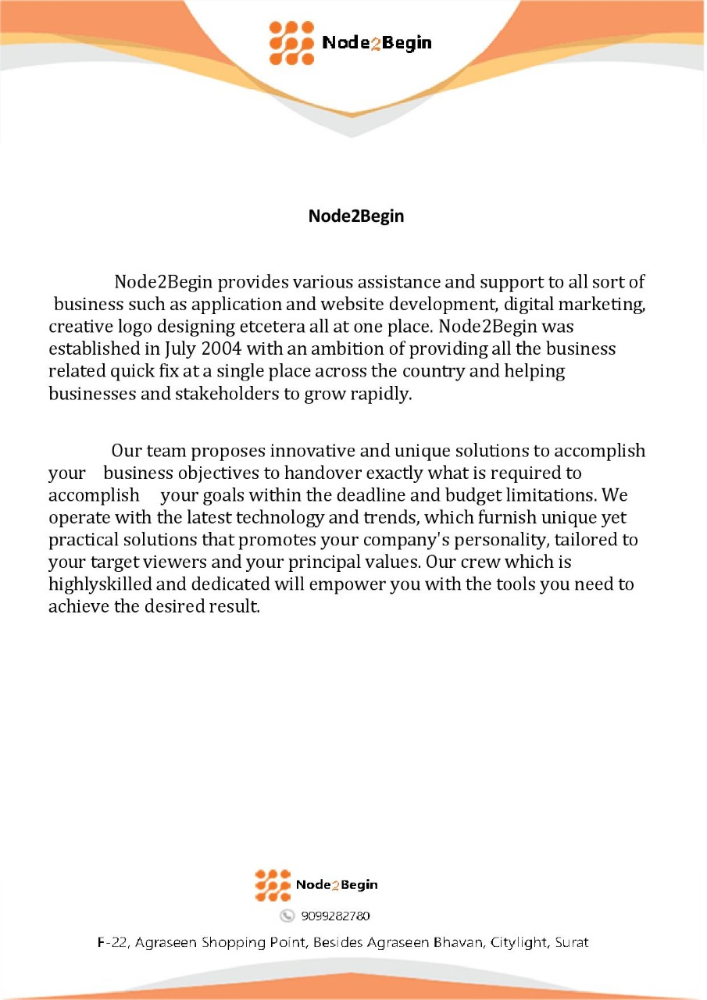 Node2Begin
Node2Begin
Node2Begin provides various assistance and support to all sort of
business such as application and website development, digital marketing,
creative logo designing etcetera all at one place. Node2Begin was
established in July 2004 with an ambition of providing all the business
related quick fix at a single place across the country and helping
businesses and stakeholders to grow rapidly.
Our team proposes innovative and unique solutions to accomplish
your business objectives to handover exactly what is required to
accomplish your goals within the deadline and budget limitations. We
operate with the latest technology and trends, which furnish unique yet
practical solutions that promotes your company's personality, tailored to
your target viewers and your principal values. Our crew which is
highlyskilled and dedicated will empower you with the tools you need to
achieve the desired result.
Node2Begin
9099282780
F-22, Agraseen Shopping Point, Besides Agraseen Bhavan, Citylight, Surat